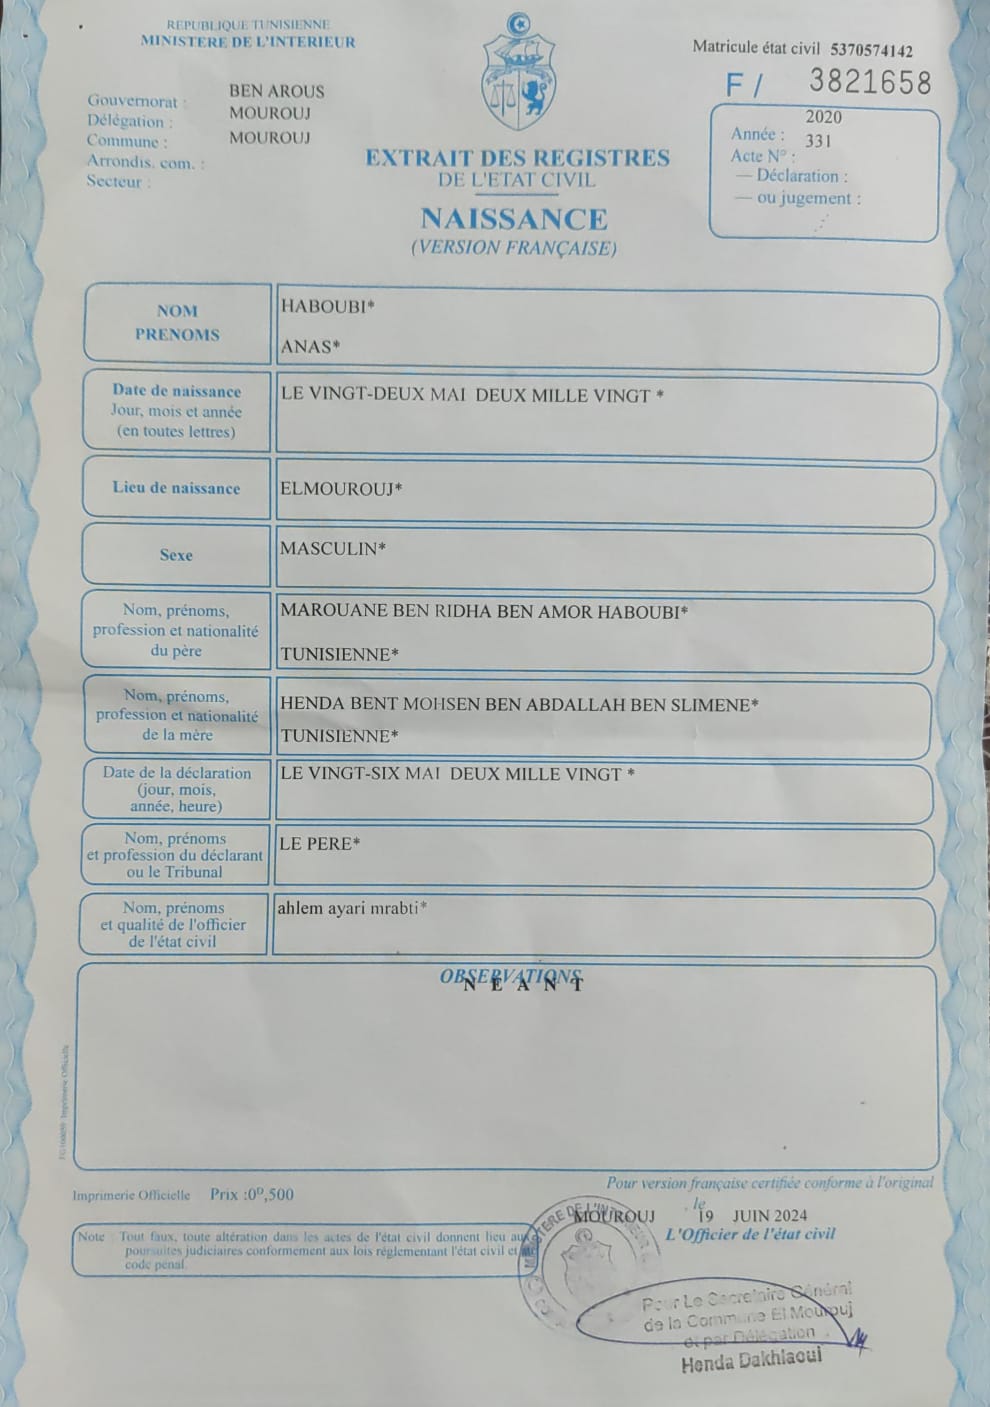 REPUBLIQUE TUNISIENNE
MINISTERE DE L'INTERIEUR
Matricule état civil 5370574142
F / 3821658
Gouvernorat : BEN AROUS
Délégation : MOUROUJ
Commune : MOUROUJ
Arrondis. com. :
Secteur :
EXTRAIT DES REGISTRES
DE L'ETAT CIVIL
NAISSANCE
(VERSION FRANÇAISE)
2020
Année :
331
Acte N° :
— Déclaration :
— ou jugement :
NOM
PRENOMS
HABOUBI*
ANAS*
Date de naissance
Jour, mois et année
(en toutes lettres)
LE VINGT-DEUX MAI DEUX MILLE VINGT *
Lieu de naissance
ELMOUROUJ*
Sexe
MASCULIN*
Nom, prénoms,
profession et nationalité
du père
MAROUANE BEN RIDHA BEN AMOR HABOUBI*
TUNISIENNE*
Nom, prénoms,
profession et nationalité
de la mère
HENDA BENT MOHSEN BEN ABDALLAH BEN SLIMENE*
TUNISIENNE*
Date de la déclaration
(jour, mois,
année, heure)
LE VINGT-SIX MAI DEUX MILLE VINGT *
Nom, prénoms
et profession du déclarant
ou le Tribunal
LE PERE*
Nom, prénoms
et qualité de l'officier
de l'état civil
ahlem ayari mrabti*
OBSERVATIONS
N E A N T
Imprimerie Officielle
Imprimerie Officielle Prix :0ᴰ,500
Pour version française certifiée conforme à l'original
MOUROUJ le 19 JUIN 2024
L'Officier de l'état civil
Note : Tout faux, toute altération dans les actes de l'état civil donnent lieu aux
poursuites judiciaires conformement aux lois réglementant l'état civil et
code pénal.
MINISTERE DE L'INTERIEUR
Pour Le Secretaire Général
de la Commune El Mourouj
et par Délégation
Henda Dakhlaoui